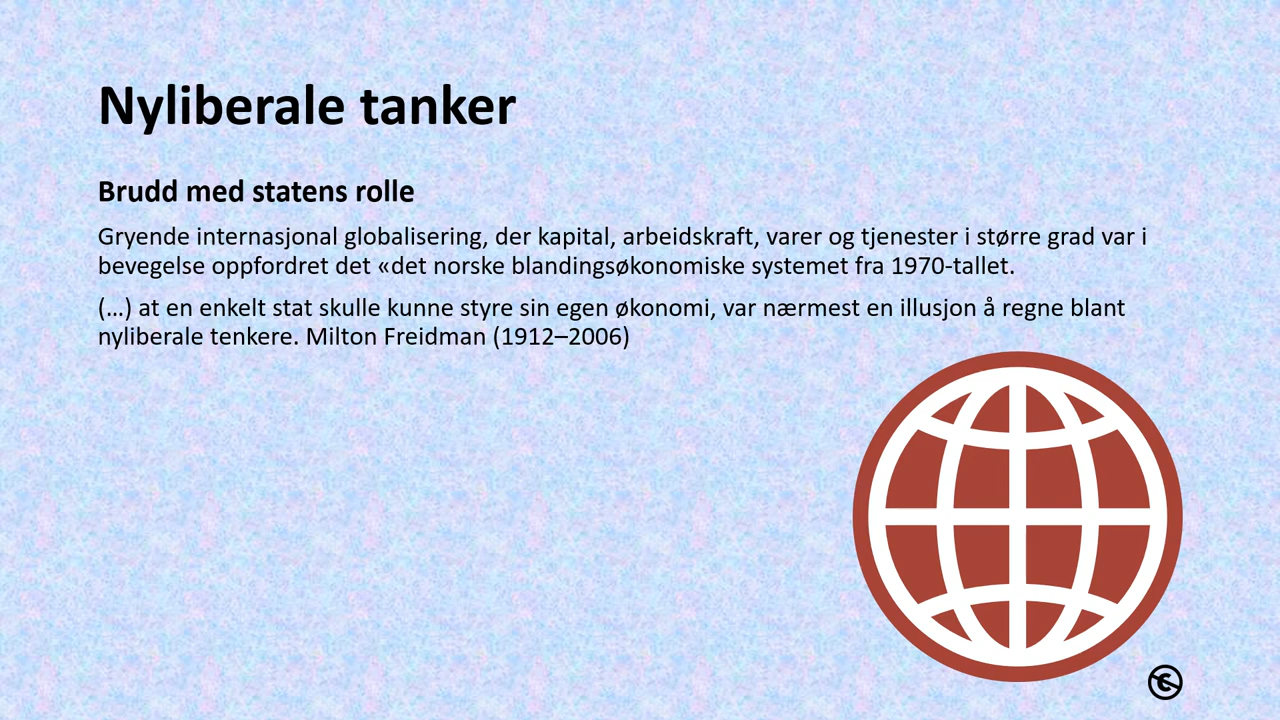 Nyliberale tanker
Brudd med statens rolle
Gryende internasjonal globalisering, der kapital, arbeidskraft, varer og tjenester i større grad var i
bevegelse oppfordret det «det norske blandingsøkonomiske systemet fra 1970-tallet.
(…) at en enkelt stat skulle kunne styre sin egen økonomi, var nærmest en illusjon å regne blant
nyliberale tenkere. Milton Freidman (1912–2006)